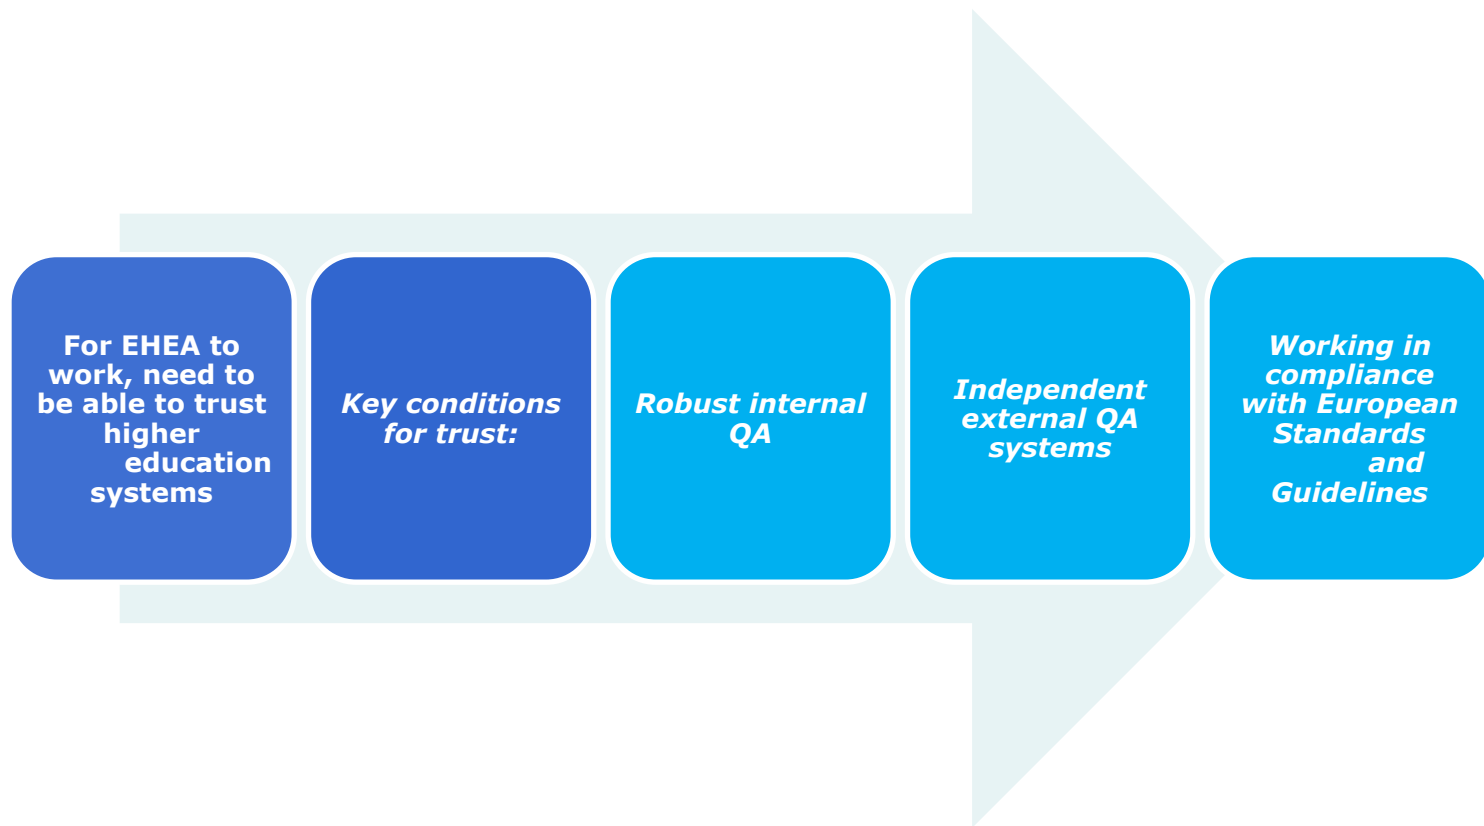 For EHEA to
work, need to
be able to trust
higher
education
systems
Key conditions
for trust:
Robust internal
QA
Independent
external QA
systems
Working in
compliance
with European
Standards
and
Guidelines